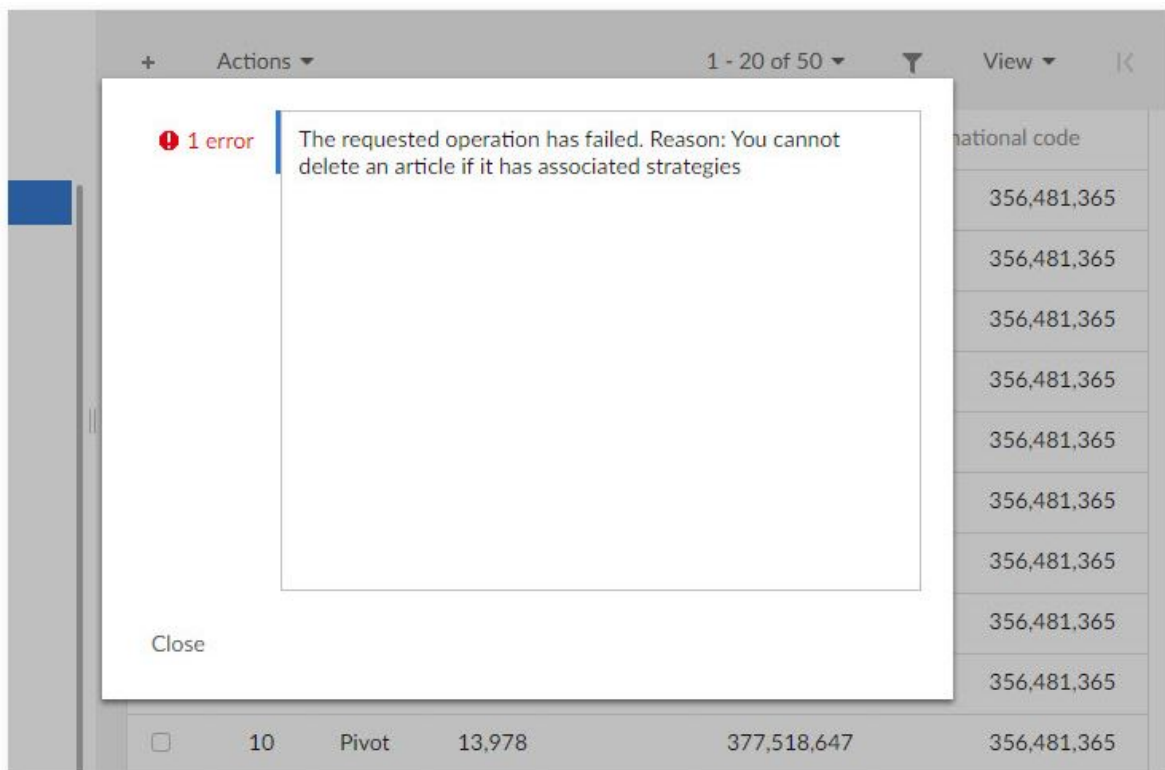 + Actions 1 - 20 of 50 View
1 error
The requested operation has failed. Reason: You cannot
delete an article if it has associated strategies
national code
356,481,365
356,481,365
356,481,365
356,481,365
356,481,365
356,481,365
356,481,365
356,481,365
356,481,365
Close
10 Pivot 13,978 377,518,647 356,481,365